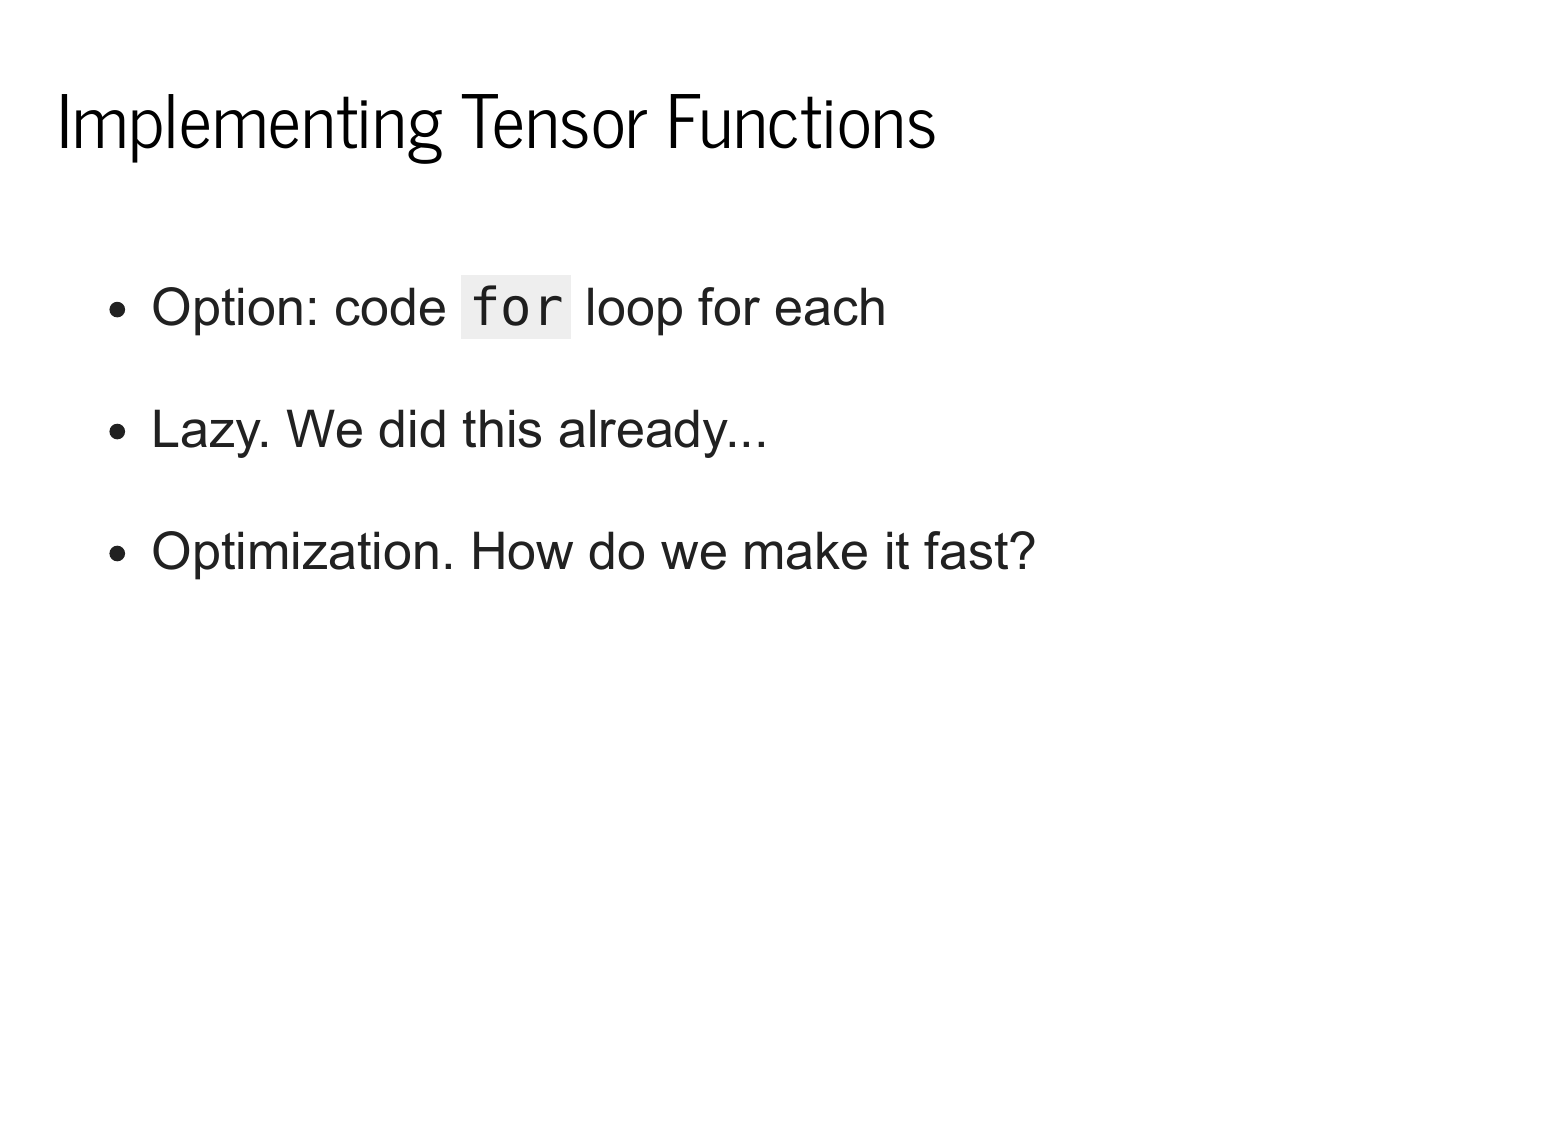 Implementing Tensor Functions
• Option: code for loop for each
• Lazy. We did this already...
• Optimization. How do we make it fast?